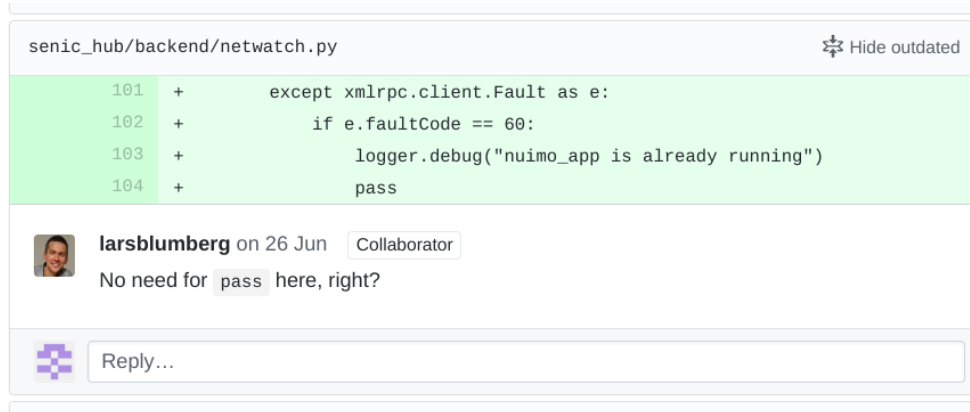 senic_hub/backend/netwatch.py Hide outdated
101 + except xmlrpc.client.Fault as e:
102 + if e.faultCode == 60:
103 + logger.debug("nuimo_app is already running")
104 + pass
larsblumberg on 26 Jun Collaborator
No need for pass here, right?
Reply…